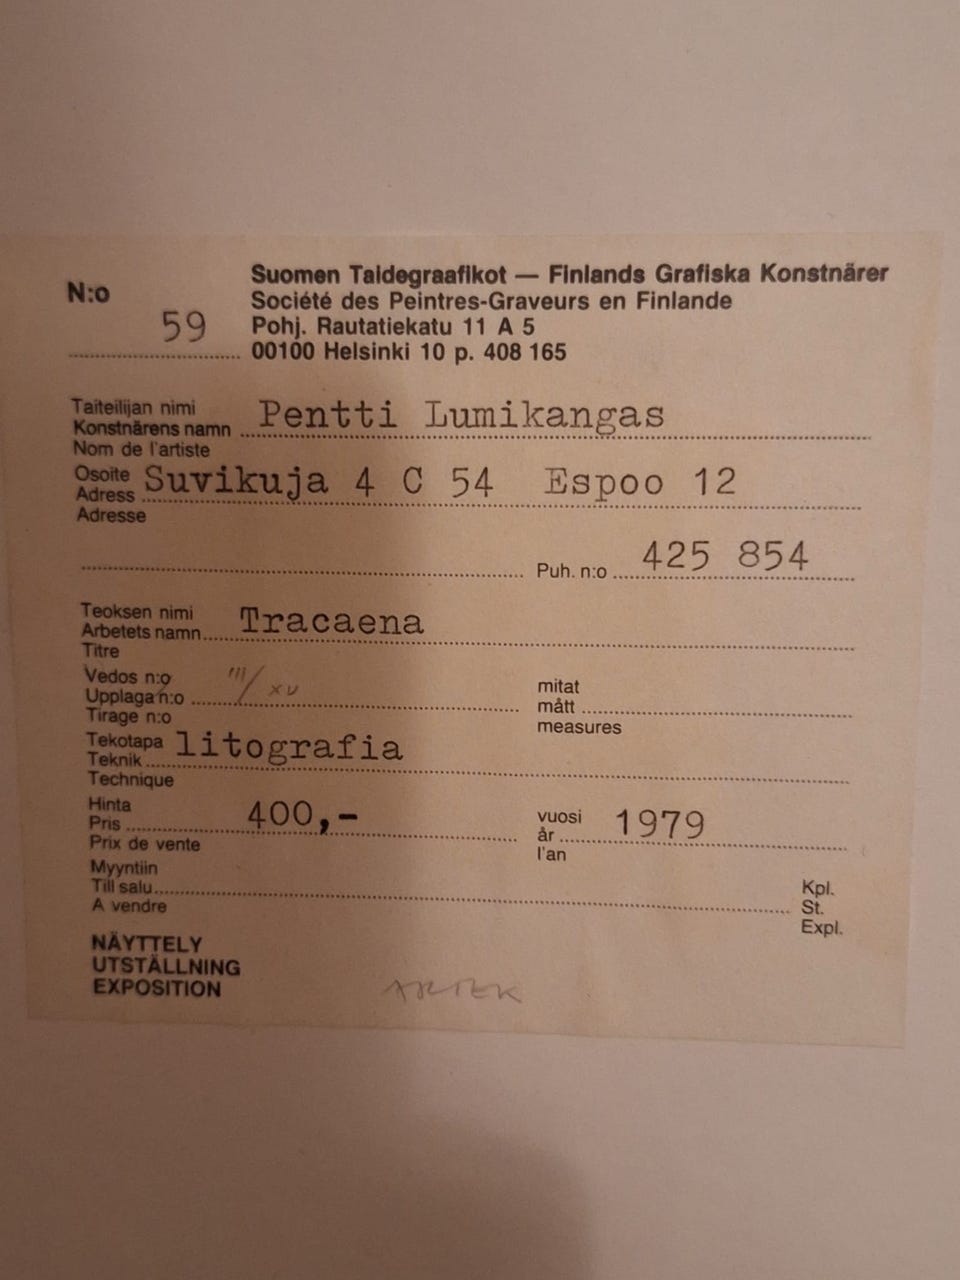 N:o 59
Suomen Taidegraafikot — Finlands Grafiska Konstnärer
Société des Peintres-Graveurs en Finlande
Pohj. Rautatiekatu 11 A 5
00100 Helsinki 10 p. 408 165
Taiteilijan nimi
Konstnärens namn Pentti Lumikangas
Nom de l'artiste
Osoite
Adress Suvikuja 4 C 54 Espoo 12
Adresse
Puh. n:o 425 854
Teoksen nimi
Arbetets namn Tracaena
Titre
Vedos n:o
Upplaga n:o III/XV
Tirage n:o
mitat
mått
measures
Tekotapa
Teknik litografia
Technique
Hinta
Pris 400,-
Prix de vente
vuosi
år 1979
l'an
Myyntiin
Till salu
A vendre
Kpl.
St.
Expl.
NÄYTTELY
UTSTÄLLNING
EXPOSITION
ARTEK